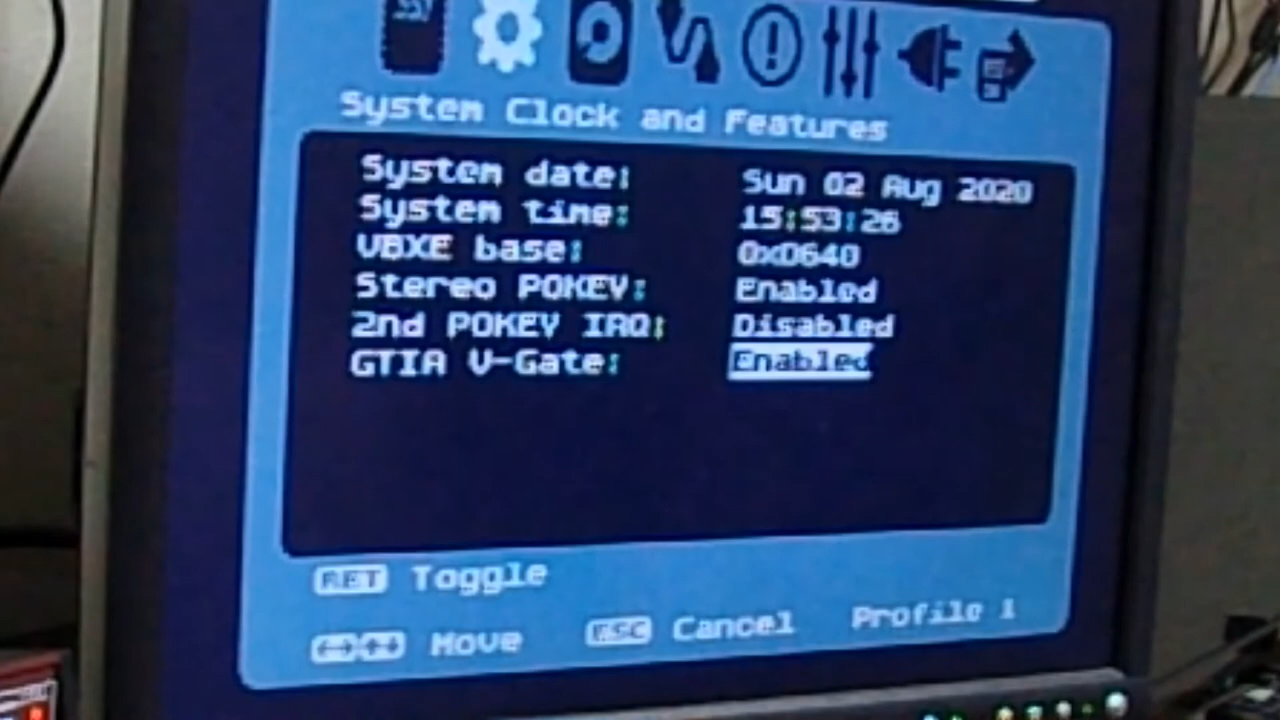 System Clock and Features
System date: Sun 02 Aug 2020
System time: 15:53:26
VBXE base: 0xD640
Stereo POKEY: Enabled
2nd POKEY IRQ: Disabled
GTIA V-Gate: Enabled
RET Toggle
Move
ESC Cancel
Profile 1